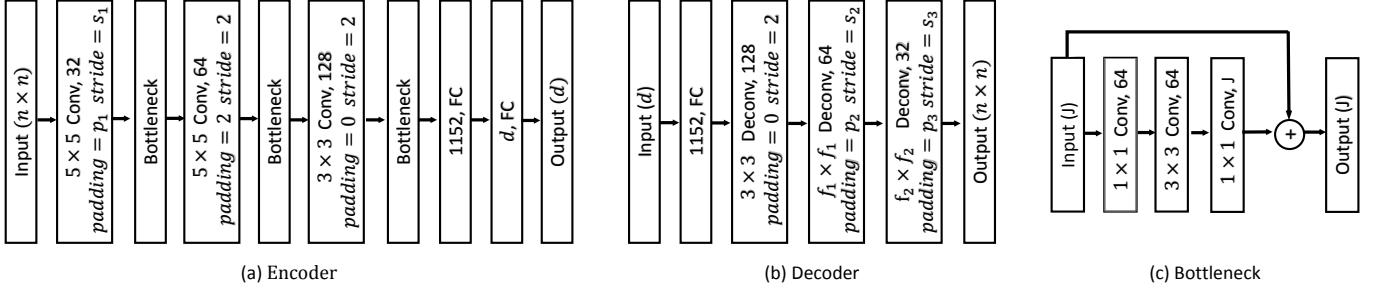 Input (n × n)
5 × 5 Conv, 32
padding = p₁ stride = s₁
Bottleneck
5 × 5 Conv, 64
padding = 2 stride = 2
Bottleneck
3 × 3 Conv, 128
padding = 0 stride = 2
Bottleneck
1152, FC
d, FC
Output (d)
(a) Encoder
Input (d)
1152, FC
3 × 3 Deconv, 128
padding = 0 stride = 2
f₁ × f₁ Deconv, 64
padding = p₂ stride = s₂
f₂ × f₂ Deconv, 32
padding = p₃ stride = s₃
Output (n × n)
(b) Decoder
Input (J)
1 × 1 Conv, 64
3 × 3 Conv, 64
1 × 1 Conv, J
+
Output (J)
(c) Bottleneck